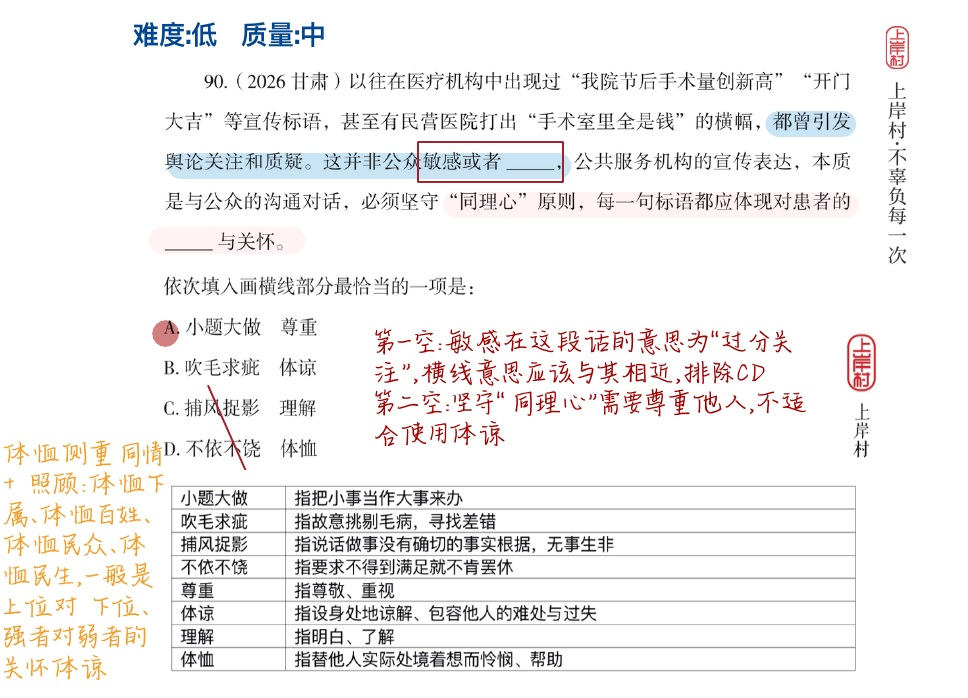 难度:低 质量:中
90.（2026 甘肃）以往在医疗机构中出现过“我院节后手术量创新高”“开门
大吉”等宣传标语，甚至有民营医院打出“手术室里全是钱”的横幅，都曾引发
舆论关注和质疑。这并非公众敏感或者_____，公共服务机构的宣传表达，本质
是与公众的沟通对话，必须坚守“同理心”原则，每一句标语都应体现对患者的
_____与关怀。
依次填入画横线部分最恰当的一项是：
A. 小题大做 尊重
B. 吹毛求疵 体谅
C. 捕风捉影 理解
D. 不依不饶 体恤
第一空:敏感在这段话的意思为“过分关
注”,横线意思应该与其相近,排除CD
第二空:坚守“同理心”需要尊重他人,不适
合使用体谅
体恤侧重 同情
+ 照顾:体恤下
属、体恤百姓、
体恤民众、体
恤民生,一般是
上位对 下位、
强者对弱者的
关怀体谅
小题大做 指把小事当作大事来办
吹毛求疵 指故意挑剔毛病，寻找差错
捕风捉影 指说话做事没有确切的事实根据，无事生非
不依不饶 指要求不得到满足就不肯罢休
尊重 指尊敬、重视
体谅 指设身处地谅解、包容他人的难处与过失
理解 指明白、了解
体恤 指替他人实际处境着想而怜悯、帮助
上岸村
上岸村·不辜负每一次
上岸村
上岸村